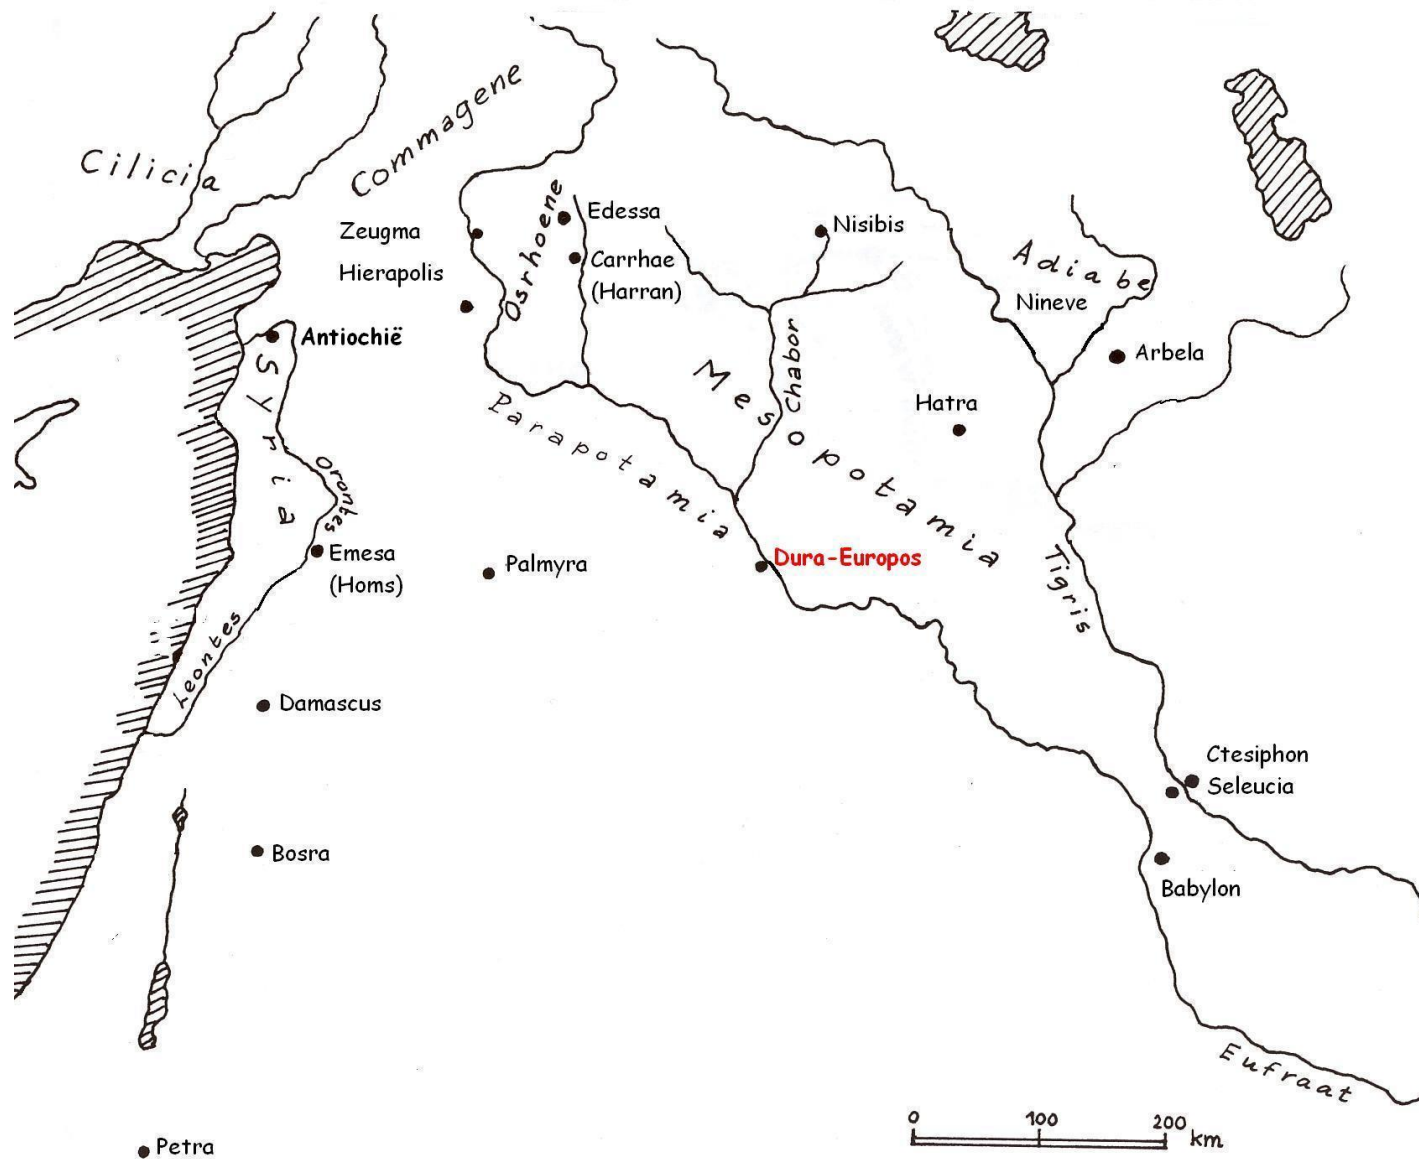 Commagene
Cilicia
Osrhoene
Edessa
Zeugma
Nisibis
Hierapolis
Carrhae
(Harran)
Adiabe
Nineve
Antiochië
Syria
Chabor
Mesopotamia
Arbela
Hatra
Parapotamia
Orontes
Emesa
(Homs)
Palmyra
Dura-Europos
Tigris
Leontes
Damascus
Ctesiphon
Seleucia
Bosra
Babylon
Eufraat
0 100 200 km
Petra